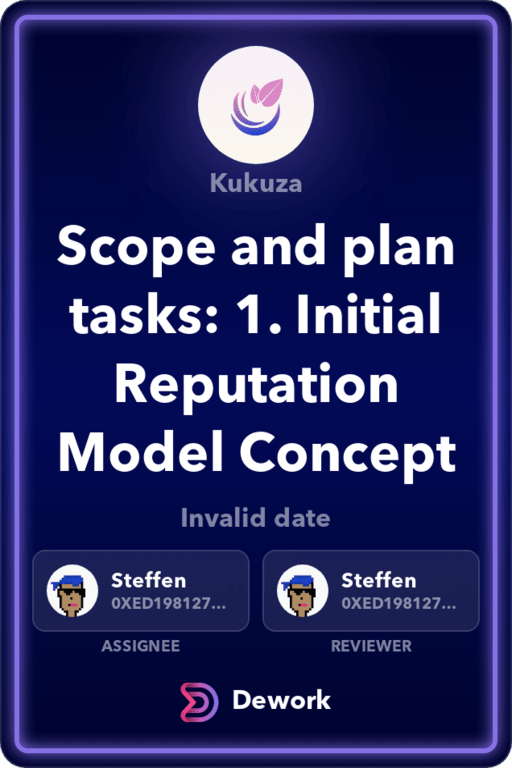 Kukuza
Scope and plan
tasks: 1. Initial
Reputation
Model Concept
Invalid date
Steffen
0XED198127...
ASSIGNEE
Steffen
0XED198127...
REVIEWER
Dework